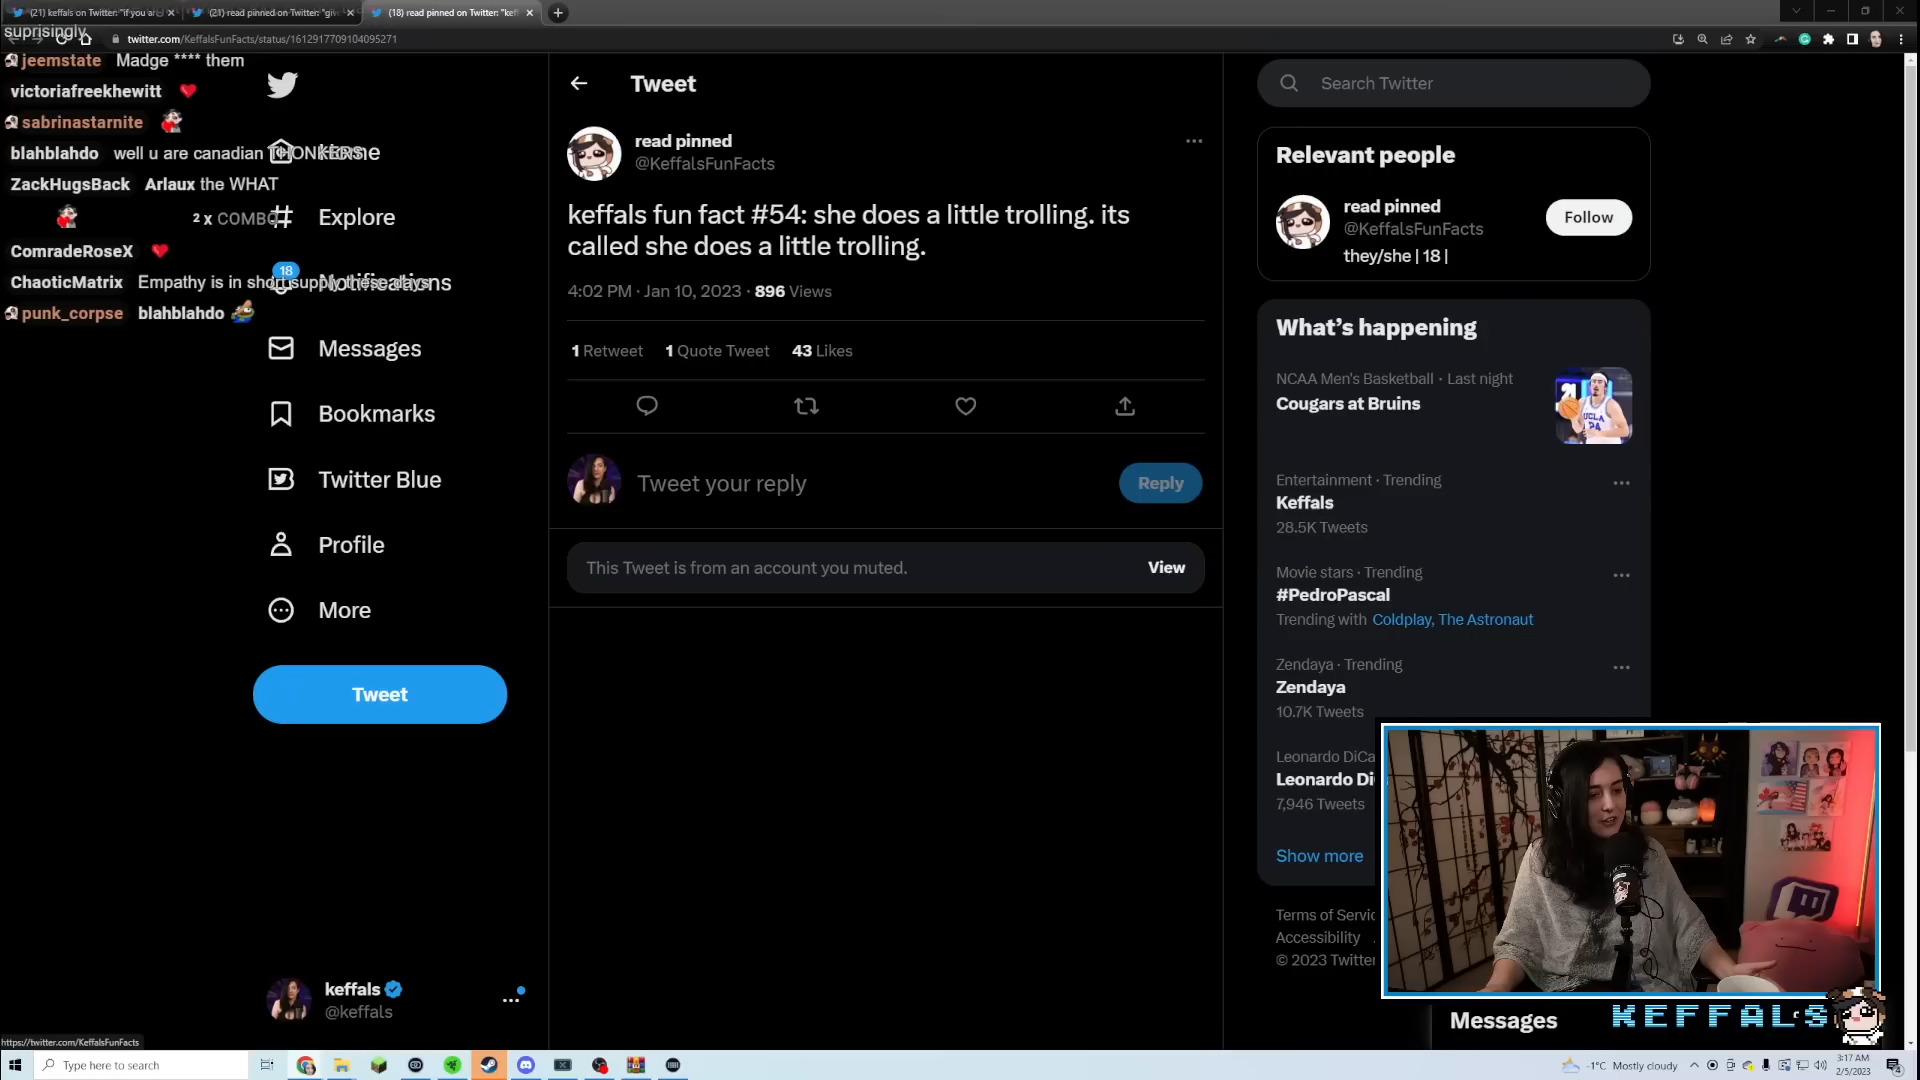 (21) keffals on Twitter: "if you are
(21) read pinned on Twitter: "giv
(18) read pinned on Twitter: "kef
suprisingly
twitter.com/KeffalsFunFacts/status/1612917709104095271
jeemstate Madge **** them
victoriafreekhewitt
sabrinastarnite
blahblahdo well u are canadian THONKERS
ZackHugsBack Arlaux the WHAT
2 x COMBO
ComradeRoseX
ChaoticMatrix Empathy is in short supply these days
punk_corpse blahblahdo
Home
Explore
18
Notifications
Messages
Bookmarks
Twitter Blue
Profile
More
Tweet
keffals
@keffals
Tweet
read pinned
@KeffalsFunFacts
keffals fun fact #54: she does a little trolling. its
called she does a little trolling.
4:02 PM · Jan 10, 2023 · 896 Views
1 Retweet 1 Quote Tweet 43 Likes
Tweet your reply
Reply
This Tweet is from an account you muted.
View
Search Twitter
Relevant people
read pinned
@KeffalsFunFacts
Follow
they/she | 18 |
What's happening
NCAA Men's Basketball · Last night
Cougars at Bruins
UCLA
24
Entertainment · Trending
Keffals
28.5K Tweets
Movie stars · Trending
#PedroPascal
Trending with Coldplay, The Astronaut
Zendaya · Trending
Zendaya
10.7K Tweets
Leonardo DiCa
Leonardo Di
7,946 Tweets
Show more
Terms of Servic
Accessibility
© 2023 Twitter
Messages
KEFFALS
https://twitter.com/KeffalsFunFacts
Type here to search
-1°C Mostly cloudy
3:17 AM
2/5/2023
4